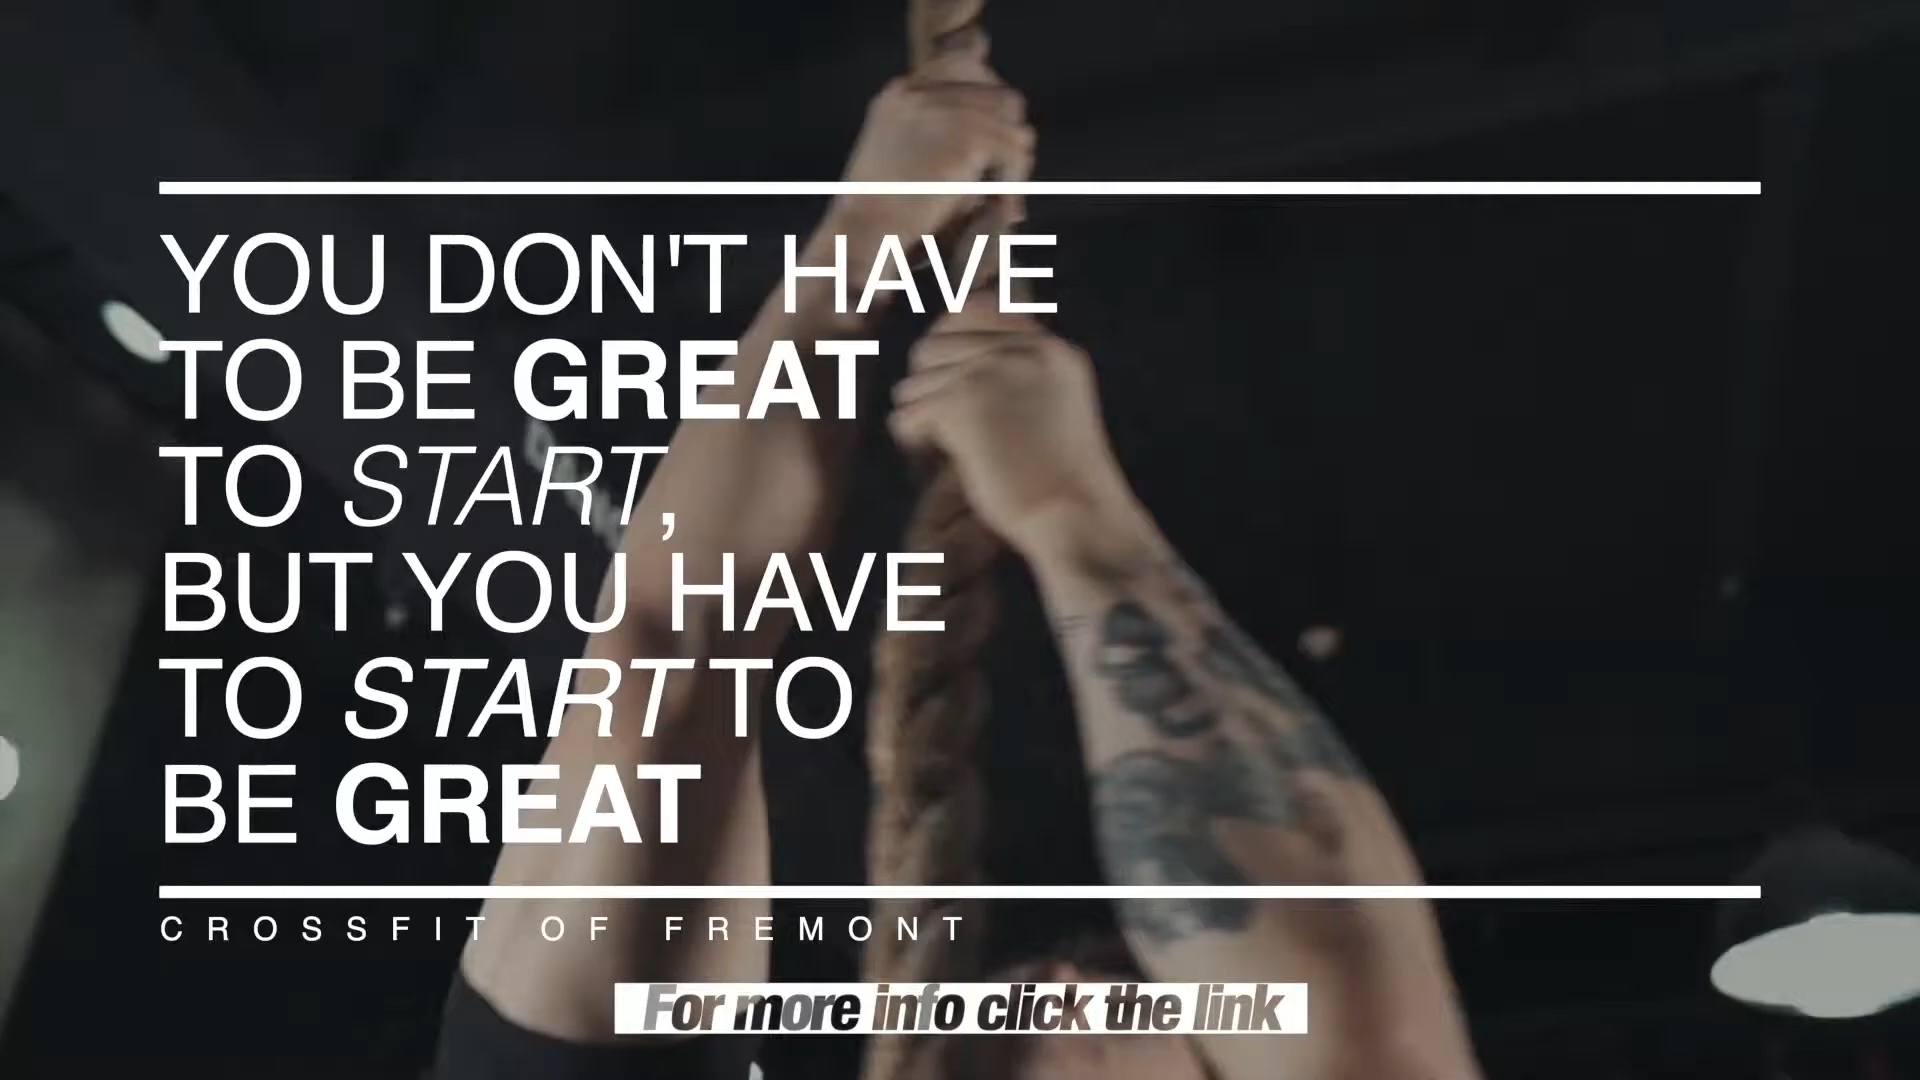 YOU DON'T HAVE
TO BE GREAT
TO START,
BUT YOU HAVE
TO START TO
BE GREAT
CROSSFIT OF FREMONT
For more info click the link